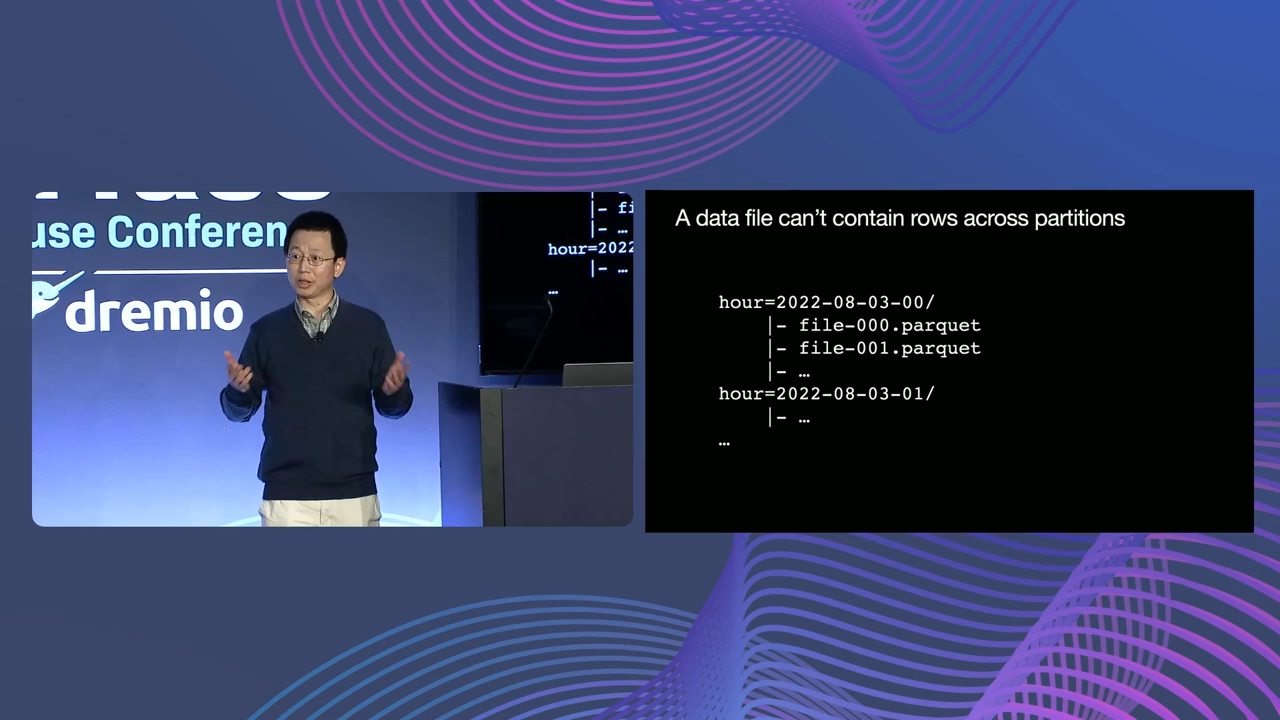 use Conferen
dremio
|- fi
|- …
hour=2022
|- …
…
A data file can’t contain rows across partitions
hour=2022-08-03-00/
|- file-000.parquet
|- file-001.parquet
|- …
hour=2022-08-03-01/
|- …
…